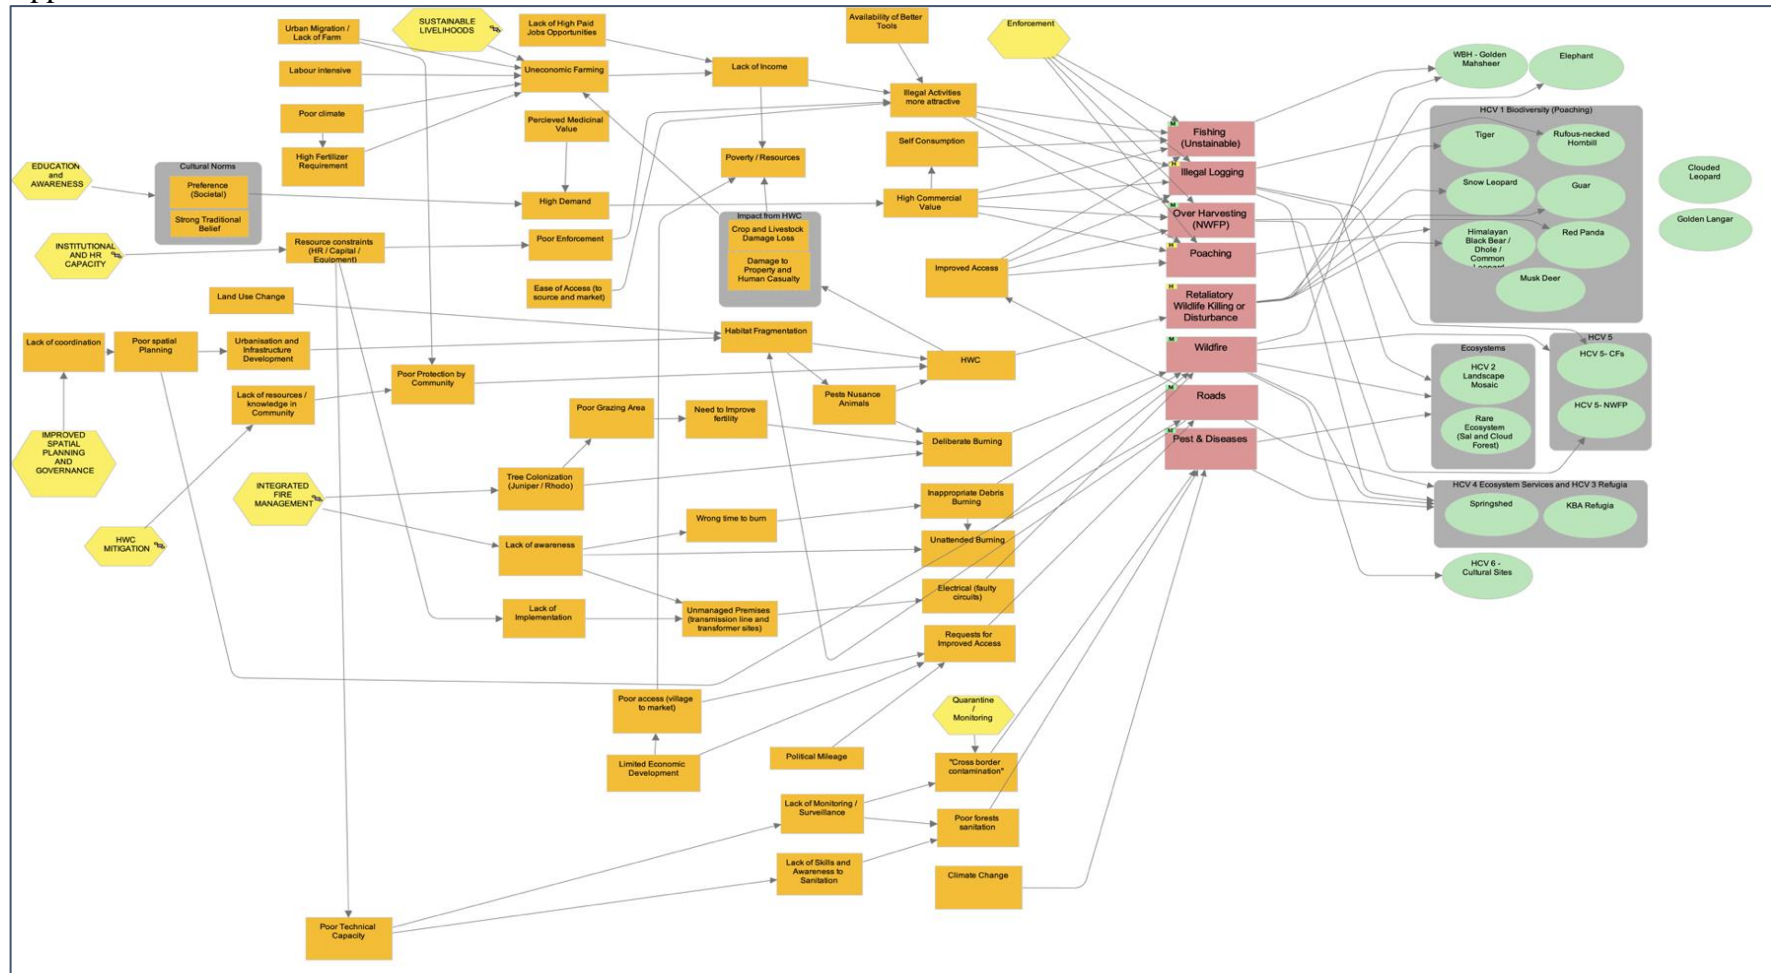 Urban Migration /
Lack of Farm
SUSTAINABLE
LIVELIHOODS
Lack of High Paid
Jobs Opportunities
Availability of Better
Tools
Enforcement
WBH - Golden
Mahsheer
Elephant
Labour intensive
Uneconomic Farming
Lack of Income
Illegal Activities
more attractive
HCV 1 Biodiversity (Poaching)
Poor climate
Percieved Medicinal
Value
Self Consumption
M
Fishing
(Unstainable)
Tiger
Rufous-necked
Hornbill
High Fertilizer
Requirement
Poverty / Resources
H
Illegal Logging
EDUCATION
and
AWARENESS
Cultural Norms
Preference
(Societal)
Strong Traditional
Belief
High Demand
High Commercial
Value
M
Over Harvesting
(NWFP)
Snow Leopard
Guar
Clouded
Leopard
Golden Langar
Impact from HWC
Crop and Livestock
Damage Loss
Damage to
Property and
Human Casualty
INSTITUTIONAL
AND HR
CAPACITY
Resource constraints
(HR / Capital /
Equipment)
Poor Enforcement
H
Poaching
Himalayan
Black Bear /
Dhole /
Common
Leopard
Red Panda
Musk Deer
Improved Access
Ease of Access (to
source and market)
H
Retaliatory
Wildlife Killing or
Disturbance
Land Use Change
Habitat Fragmentation
Lack of coordination
Poor spatial
Planning
Urbanisation and
Infrastructure
Development
HWC
M
Wildfire
Ecosystems
HCV 2
Landscape
Mosaic
Rare
Ecosystem
(Sal and Cloud
Forest)
HCV 5
HCV 5- CFs
HCV 5- NWFP
Poor Protection by
Community
Lack of resources /
knowledge in
Community
Pests Nusance
Animals
M
Roads
Poor Grazing Area
Need to Improve
fertility
Deliberate Burning
M
Pest & Diseases
IMPROVED
SPATIAL
PLANNING
AND
GOVERNANCE
INTEGRATED
FIRE
MANAGEMENT
Tree Colonization
(Juniper / Rhodo)
Inappropriate Debris
Burning
HCV 4 Ecosystem Services and HCV 3 Refugia
Springshed
KBA Refugia
Wrong time to burn
HWC
MITIGATION
Lack of awareness
Unattended Burning
HCV 6 -
Cultural Sites
Electrical (faulty
circuits)
Lack of
Implementation
Unmanaged Premises
(transmission line and
transformer sites)
Requests for
Improved Access
Poor access (village
to market)
Quarantine
/
Monitoring
Limited Economic
Development
Political Mileage
"Cross border
contamination"
Lack of Monitoring /
Surveillance
Poor forests
sanitation
Lack of Skills and
Awareness to
Sanitation
Climate Change
Poor Technical
Capacity